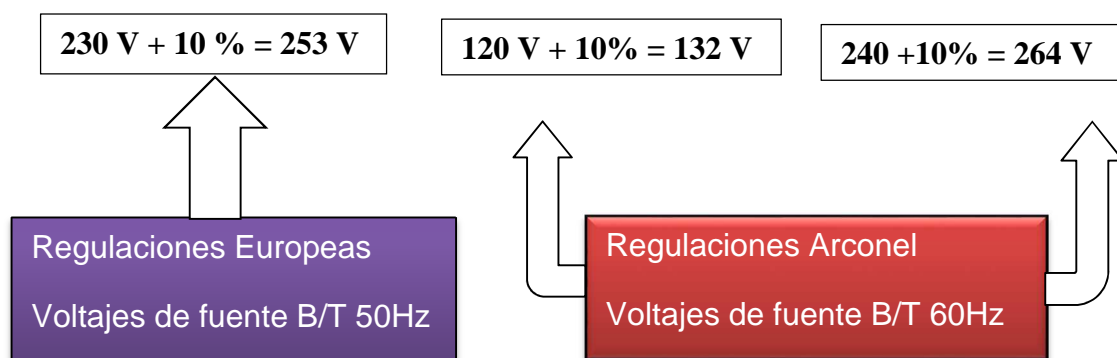 230 V + 10 % = 253 V
120 V + 10% = 132 V
240 +10% = 264 V
Regulaciones Europeas
Voltajes de fuente B/T 50Hz
Regulaciones Arconel
Voltajes de fuente B/T 60Hz